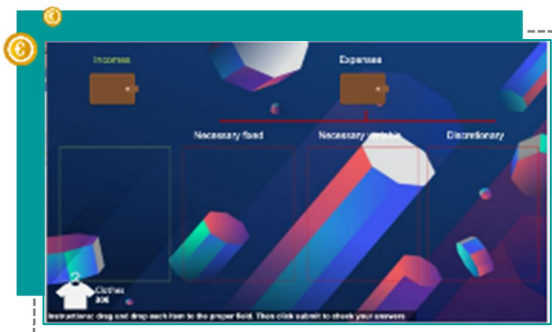 Incomes
Expenses
Necessary fixed
Necessary variable
Discretionary
Clothes
30€
Instructions: drag and drop each item to the proper field. Then click submit to check your answers